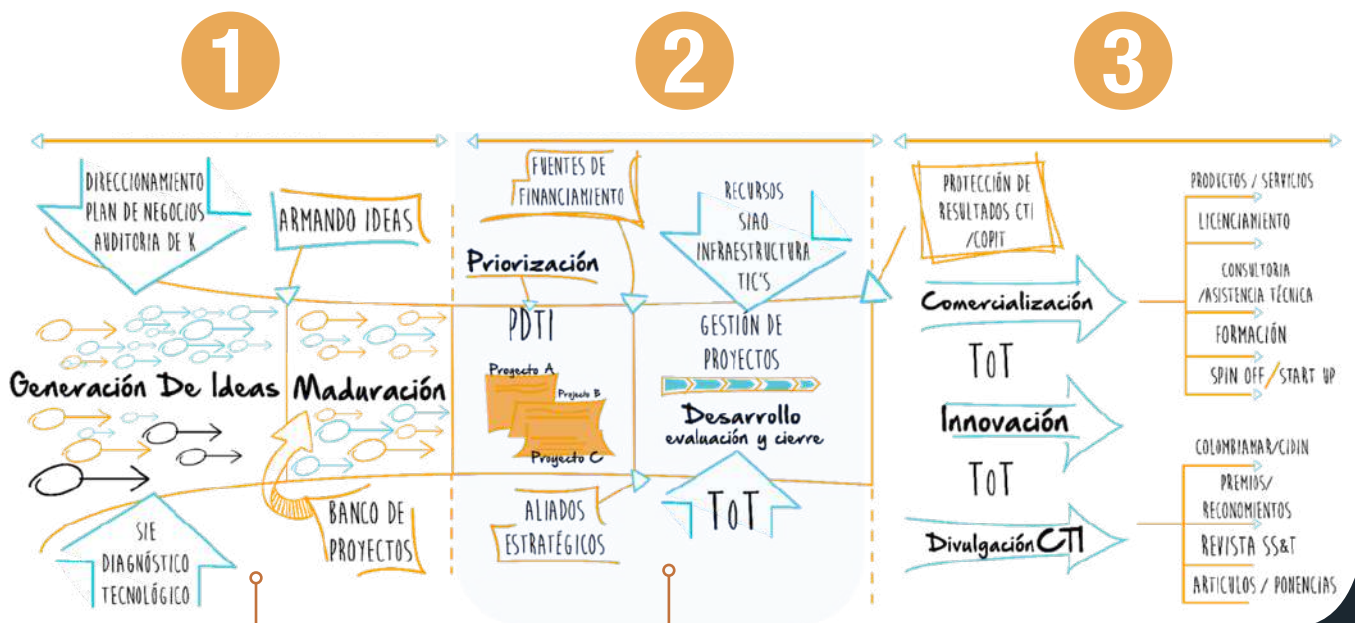 1
2
3
DIRECCIONAMIENTO
PLAN DE NEGOCIOS
AUDITORIA DE K
ARMANDO IDEAS
Generación De Ideas
Maduración
SIE
DIAGNÓSTICO
TECNOLÓGICO
BANCO DE
PROYECTOS
FUENTES DE
FINANCIAMIENTO
Priorización
PDTI
Proyecto A
Projecto B
Proyecto C
ALIADOS
ESTRATÉGICOS
RECURSOS
SIAO
INFRAESTRUCTURA
TIC'S
GESTIÓN DE
PROYECTOS
Desarrollo
evaluación y cierre
ToT
PROTECCIÓN DE
RESULTADOS CTI
/COPIT
Comercialización
ToT
Innovación
ToT
Divulgación CTI
PRODUCTOS / SERVICIOS
LICENCIAMIENTO
CONSULTORIA
/ASISTENCIA TÉCNICA
FORMACIÓN
SPIN OFF/START UP
COLOMBIAMAR/CIDIN
PREMIOS/
RECONOMIENTOS
REVISTA SS&T
ARTICULOS / PONENCIAS